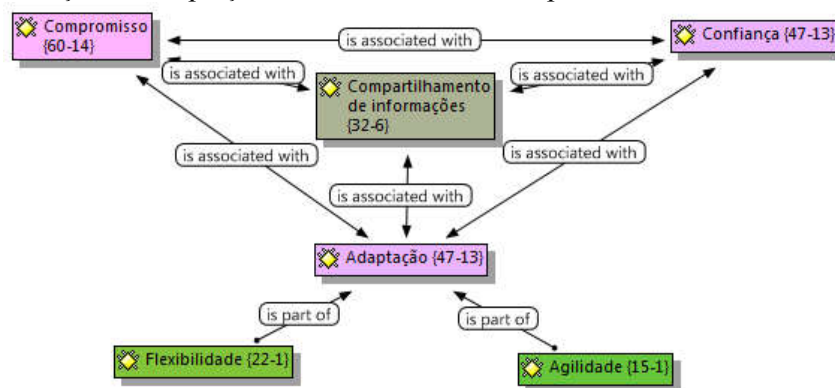 Compromisso
{60-14}
is associated with
Confiança {47-13}
is associated with
is associated with
Compartilhamento
de informações
{32-6}
is associated with
is associated with
is associated with
Adaptação {47-13}
is part of
is part of
Flexibilidade {22-1}
Agilidade {15-1}